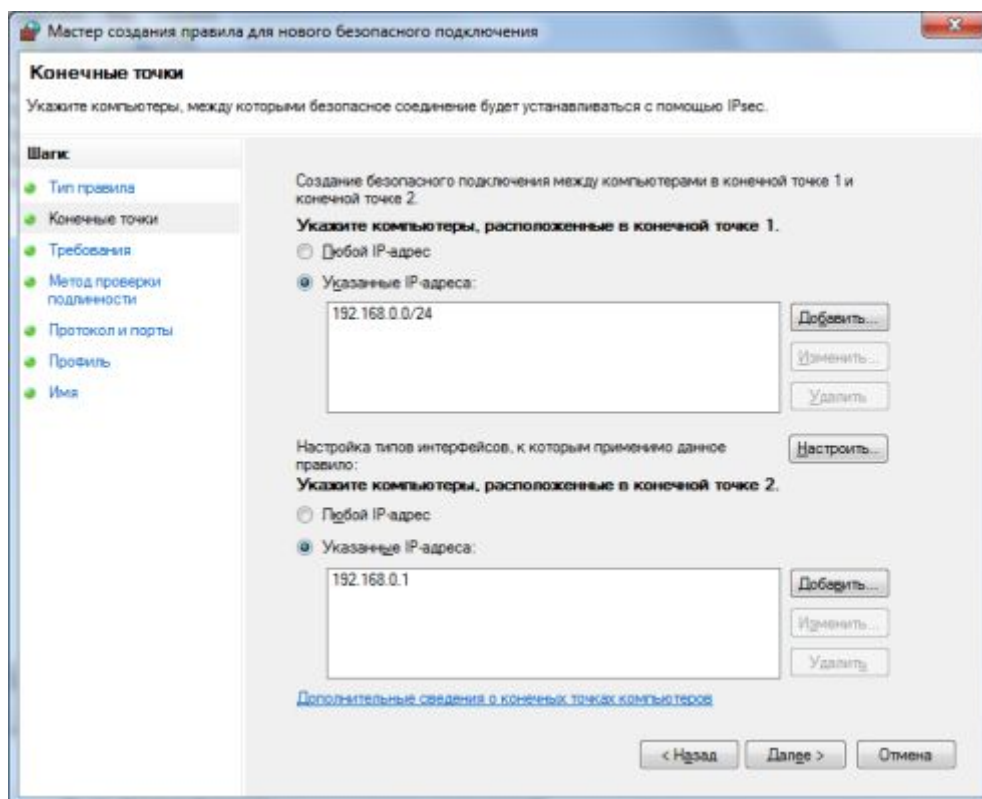 Мастер создания правила для нового безопасного подключения
Конечные точки
Укажите компьютеры, между которыми безопасное соединение будет устанавливаться с помощью IPsec.
Шаги:
Тип правила
Конечные точки
Требования
Метод проверки
подлинности
Протокол и порты
Профиль
Имя
Создание безопасного подключения между компьютерами в конечной точке 1 и
конечной точке 2.
Укажите компьютеры, расположенные в конечной точке 1.
Любой IP-адрес
Указанные IP-адреса:
192.168.0.0/24
Добавить...
Изменить...
Удалить
Настройка типов интерфейсов, к которым применимо данное
правило:
Настроить...
Укажите компьютеры, расположенные в конечной точке 2.
Любой IP-адрес
Указанные IP-адреса:
192.168.0.1
Добавить...
Изменить...
Удалить
Дополнительные сведения о конечных точках компьютеров
< Назад
Далее >
Отмена